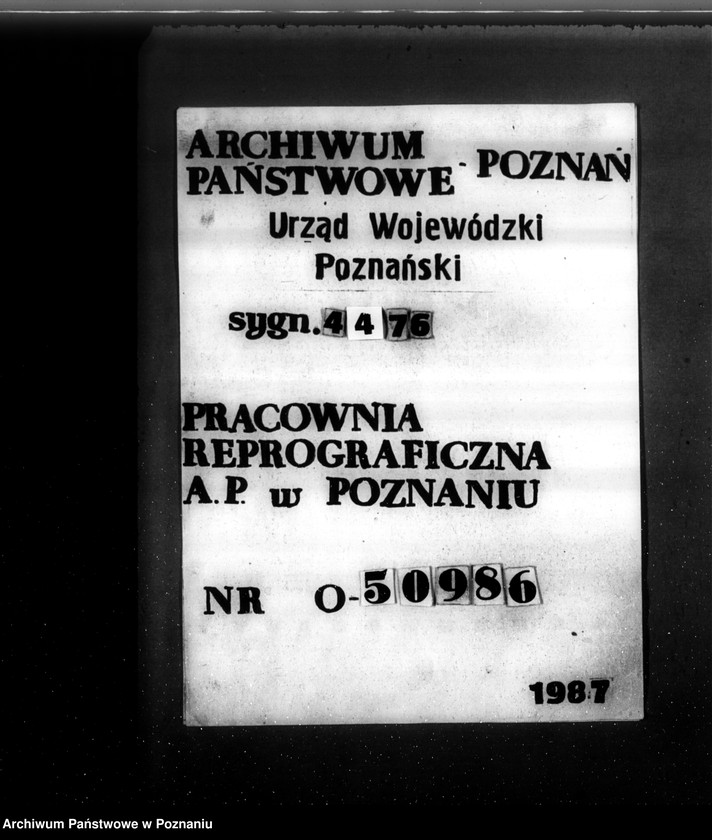 ARCHIWUM
PAŃSTWOWE - POZNAŃ
Urząd Wojewódzki
Poznański
sygn. 4476
PRACOWNIA
REPROGRAFICZNA
A.P. w POZNANIU
NR O-50986
1987
Archiwum Państwowe w Poznaniu